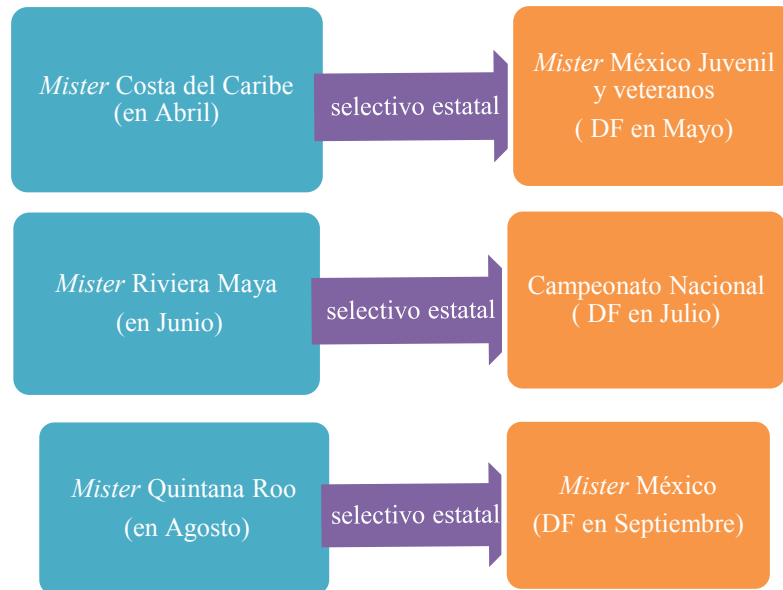 Mister Costa del Caribe
(en Abril)
selectivo estatal
Mister México Juvenil
y veteranos
( DF en Mayo)
Mister Riviera Maya
(en Junio)
selectivo estatal
Campeonato Nacional
( DF en Julio)
Mister Quintana Roo
(en Agosto)
selectivo estatal
Mister México
(DF en Septiembre)